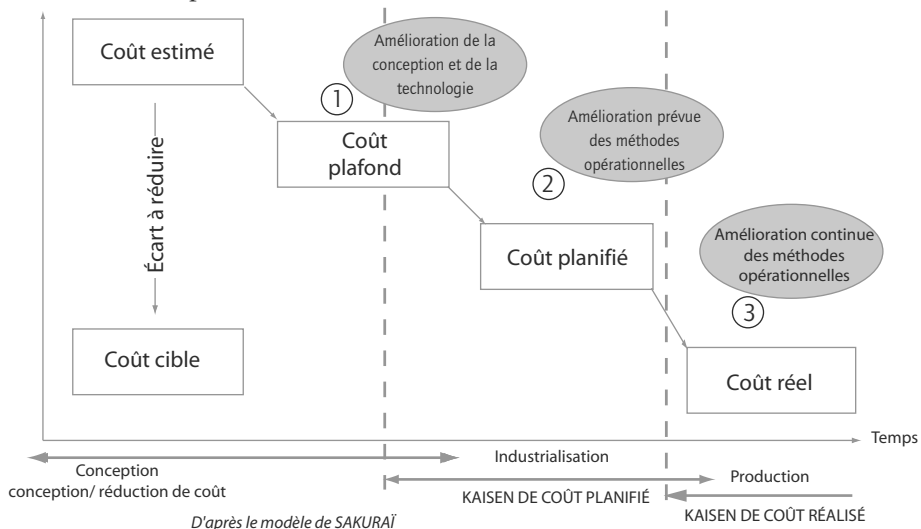 Coût estimé
Écart à réduire
Coût cible
1
Amélioration de la
conception et de la
technologie
Coût
plafond
2
Amélioration prévue
des méthodes
opérationnelles
Coût planifié
3
Amélioration continue
des méthodes
opérationnelles
Coût réel
Temps
Conception
conception/ réduction de coût
Industrialisation
KAISEN DE COÛT PLANIFIÉ
Production
KAISEN DE COÛT RÉALISÉ
D'après le modèle de SAKURAÏ